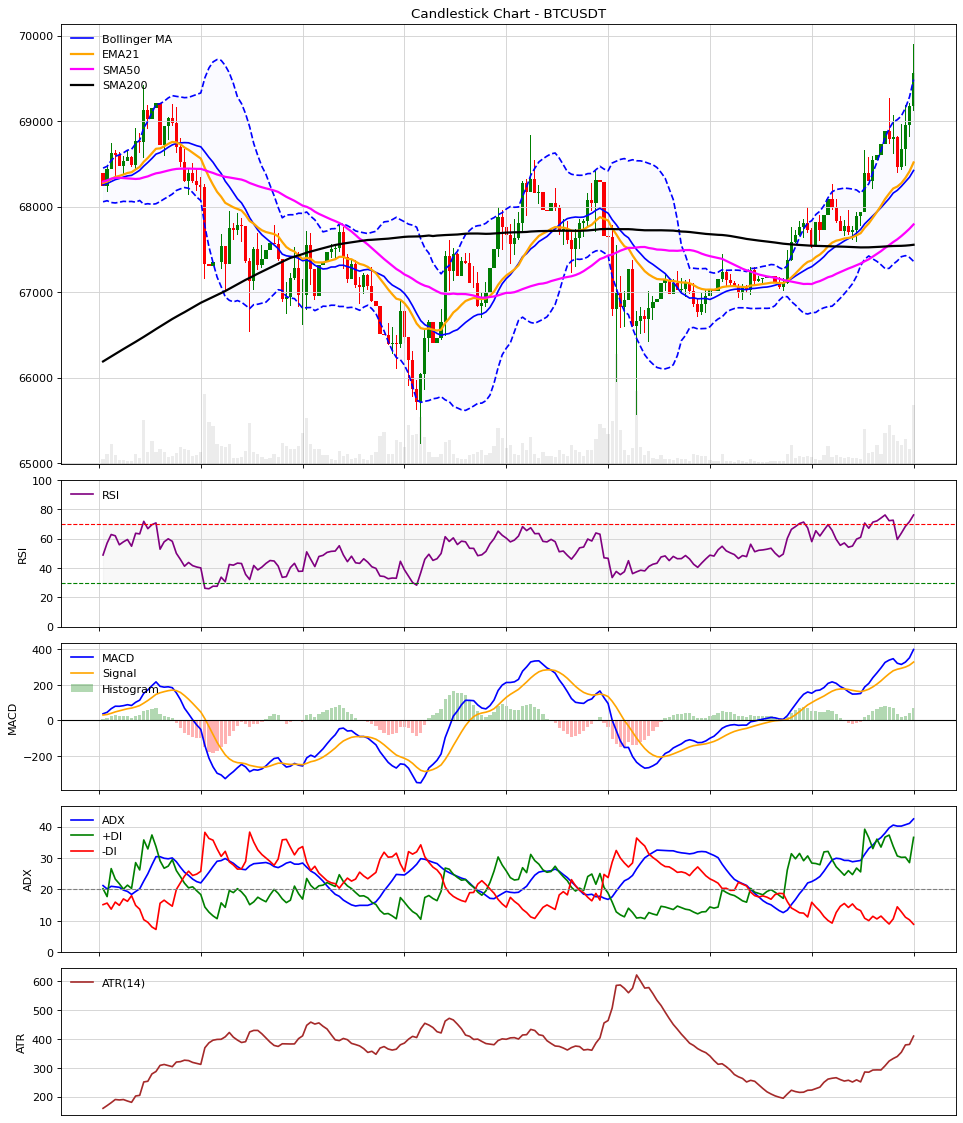 Candlestick Chart - BTCUSDT
70000
69000
68000
67000
66000
65000
Bollinger MA
EMA21
SMA50
SMA200
100
80
60
40
20
0
RSI
RSI
400
200
0
−200
MACD
MACD
Signal
Histogram
40
30
20
10
0
ADX
ADX
+DI
-DI
600
500
400
300
200
ATR
ATR(14)